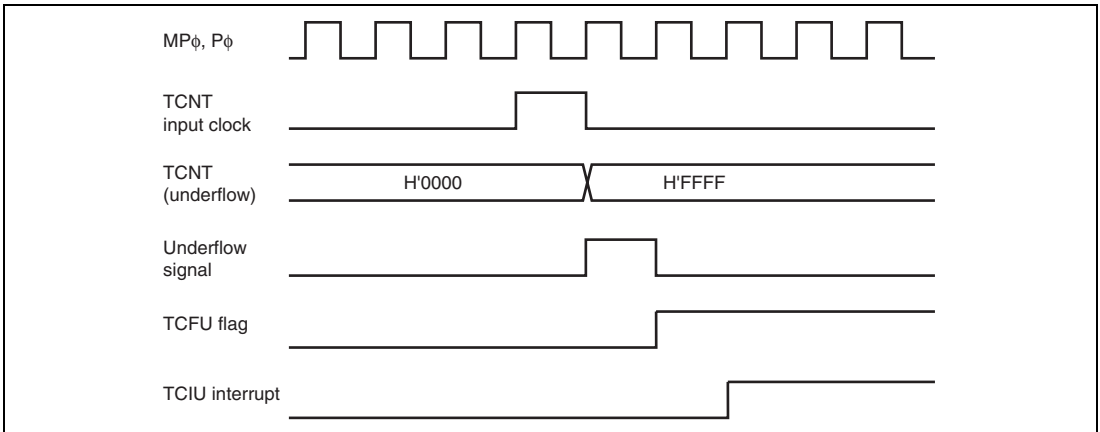 MPϕ, Pϕ
TCNT
input clock
TCNT
(underflow)
H'0000
H'FFFF
Underflow
signal
TCFU flag
TCIU interrupt